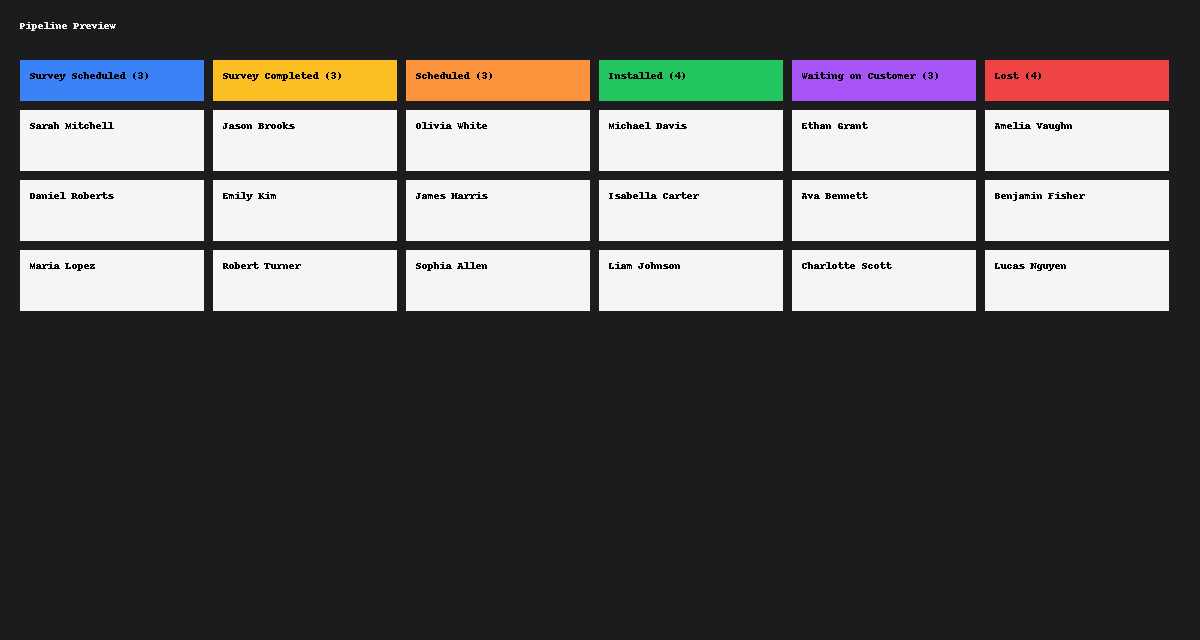 Pipeline Preview
Survey Scheduled (3)
Sarah Mitchell
Daniel Roberts
Maria Lopez
Survey Completed (3)
Jason Brooks
Emily Kim
Robert Turner
Scheduled (3)
Olivia White
James Harris
Sophia Allen
Installed (4)
Michael Davis
Isabella Carter
Liam Johnson
Waiting on Customer (3)
Ethan Grant
Ava Bennett
Charlotte Scott
Lost (4)
Amelia Vaughn
Benjamin Fisher
Lucas Nguyen